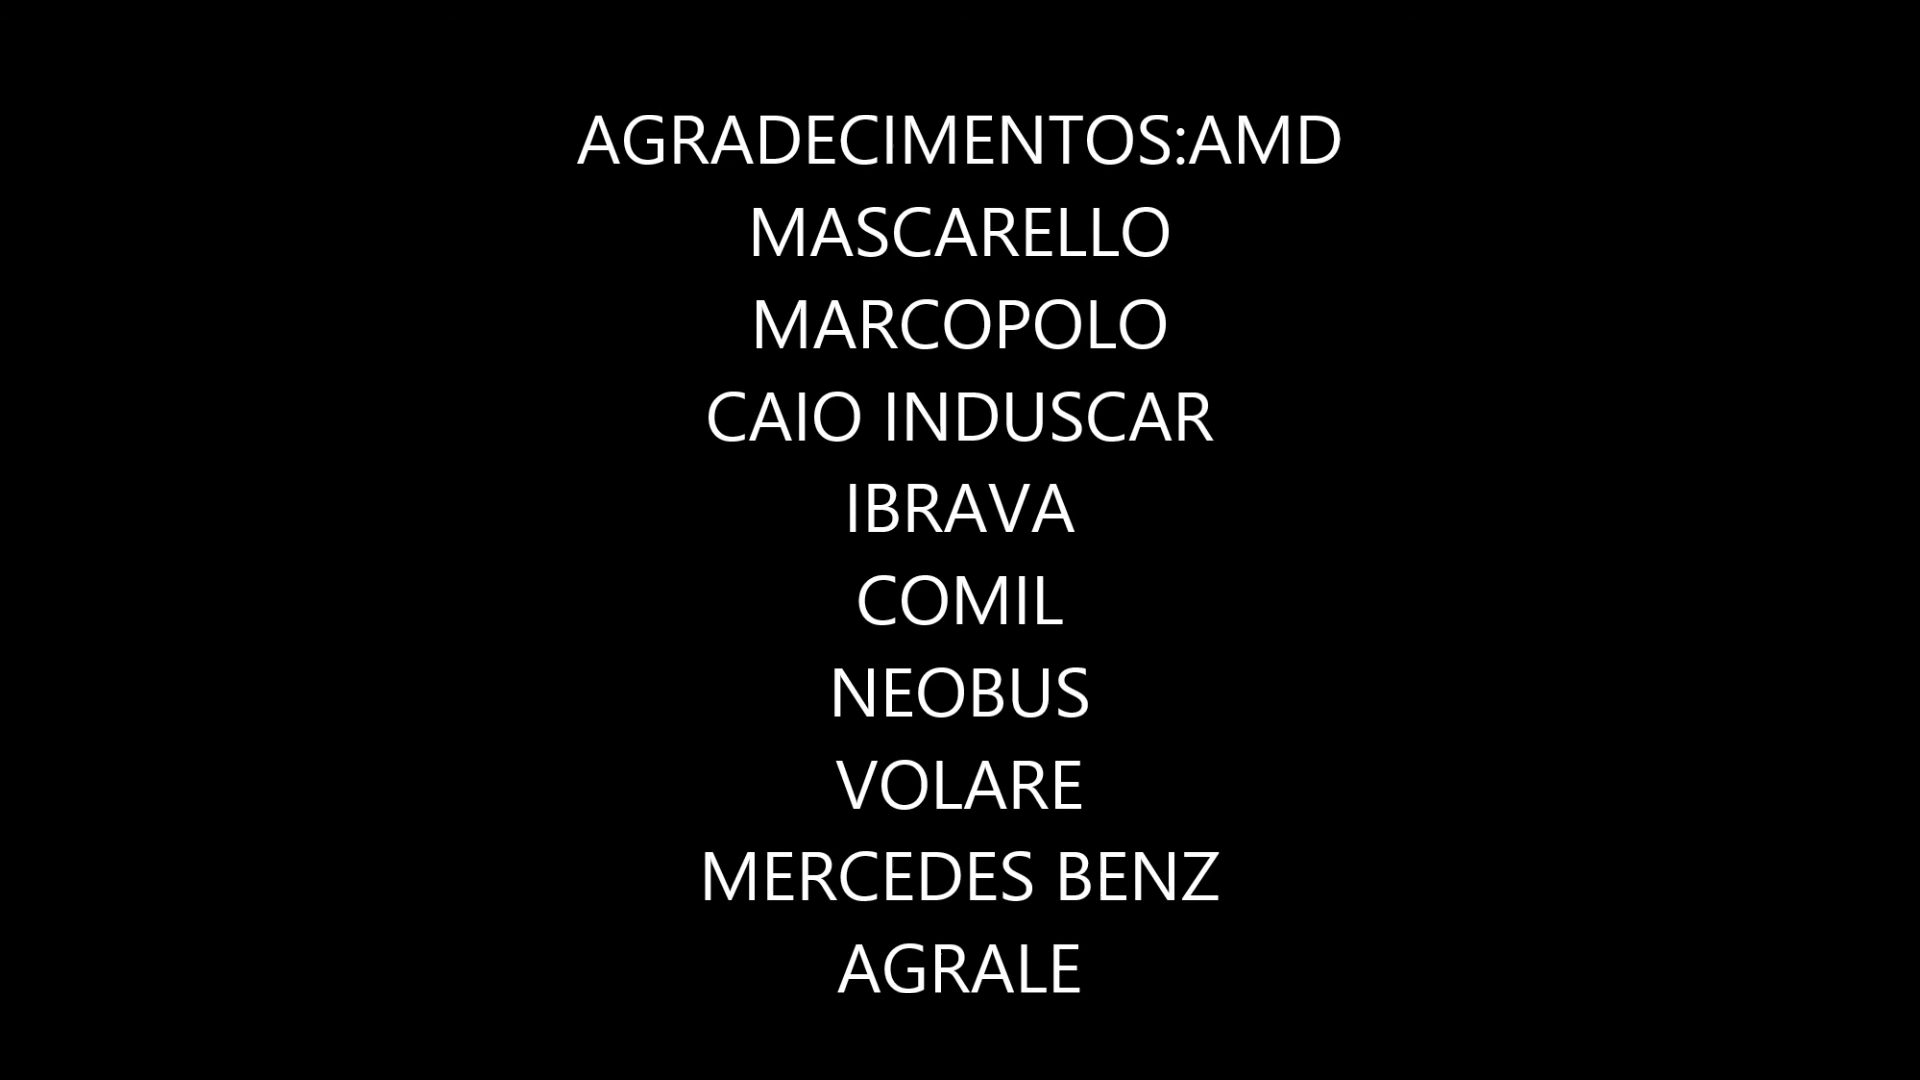 AGRADECIMENTOS:AMD
MASCARELLO
MARCOPOLO
CAIO INDUSCAR
IBRAVA
COMIL
NEOBUS
VOLARE
MERCEDES BENZ
AGRALE